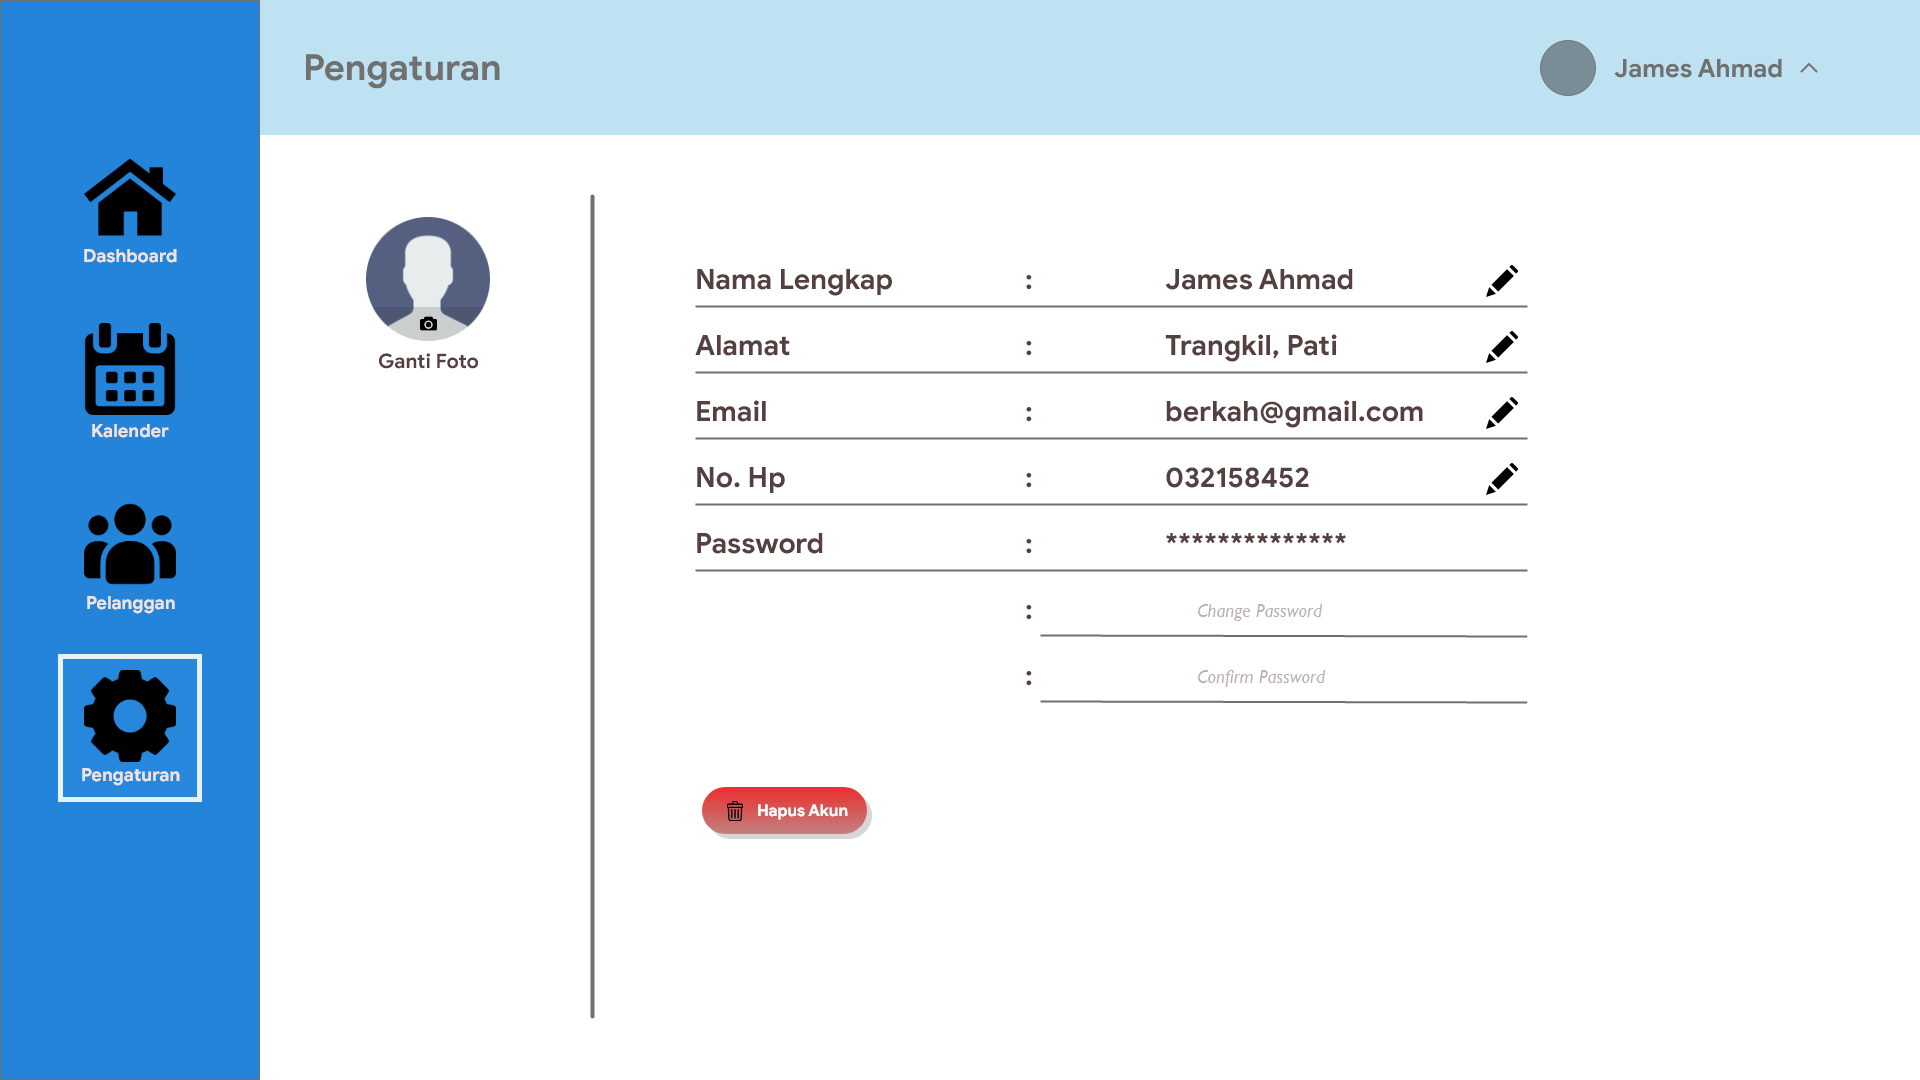 Pengaturan
James Ahmad
Dashboard
Kalender
Pelanggan
Pengaturan
Ganti Foto
Nama Lengkap : James Ahmad
Alamat : Trangkil, Pati
Email : berkah@gmail.com
No. Hp : 032158452
Password : **************
: Change Password
: Confirm Password
Hapus Akun